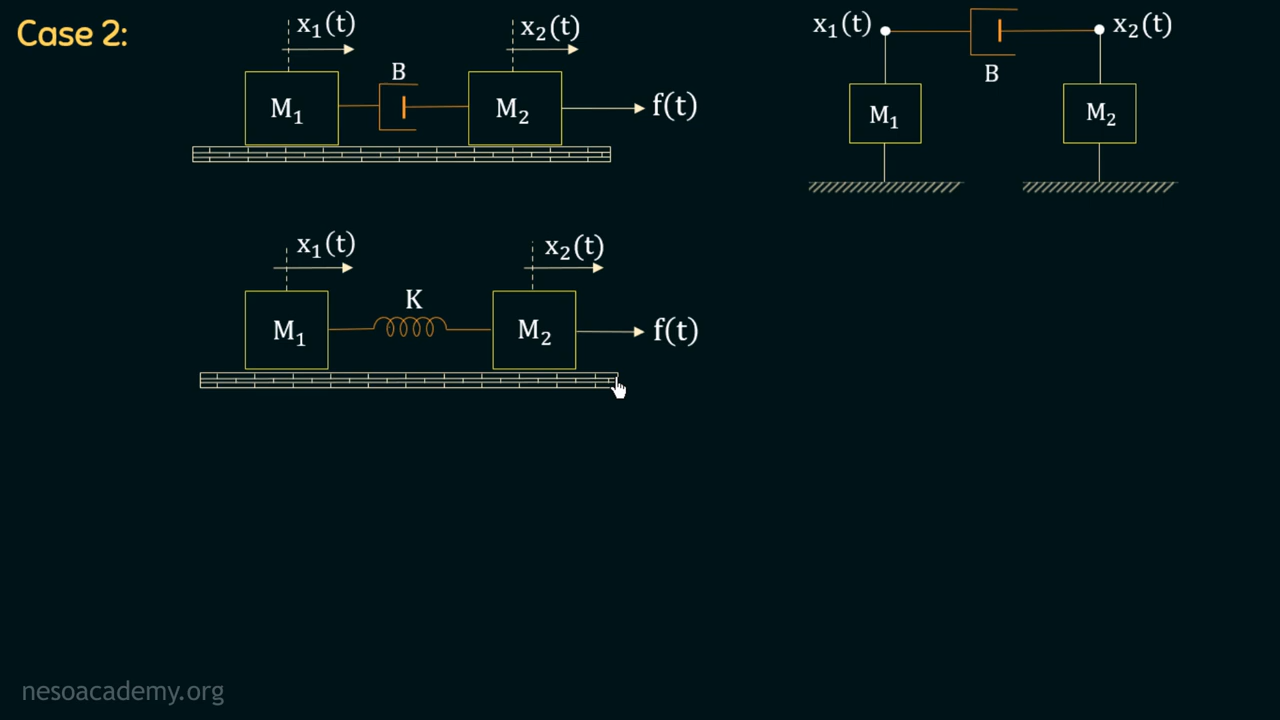 Case 2:
x₁(t) x₂(t)
B
M₁ M₂ f(t)
x₁(t) x₂(t)
B
M₁ M₂
x₁(t) x₂(t)
K
M₁ M₂ f(t)
nesoacademy.org